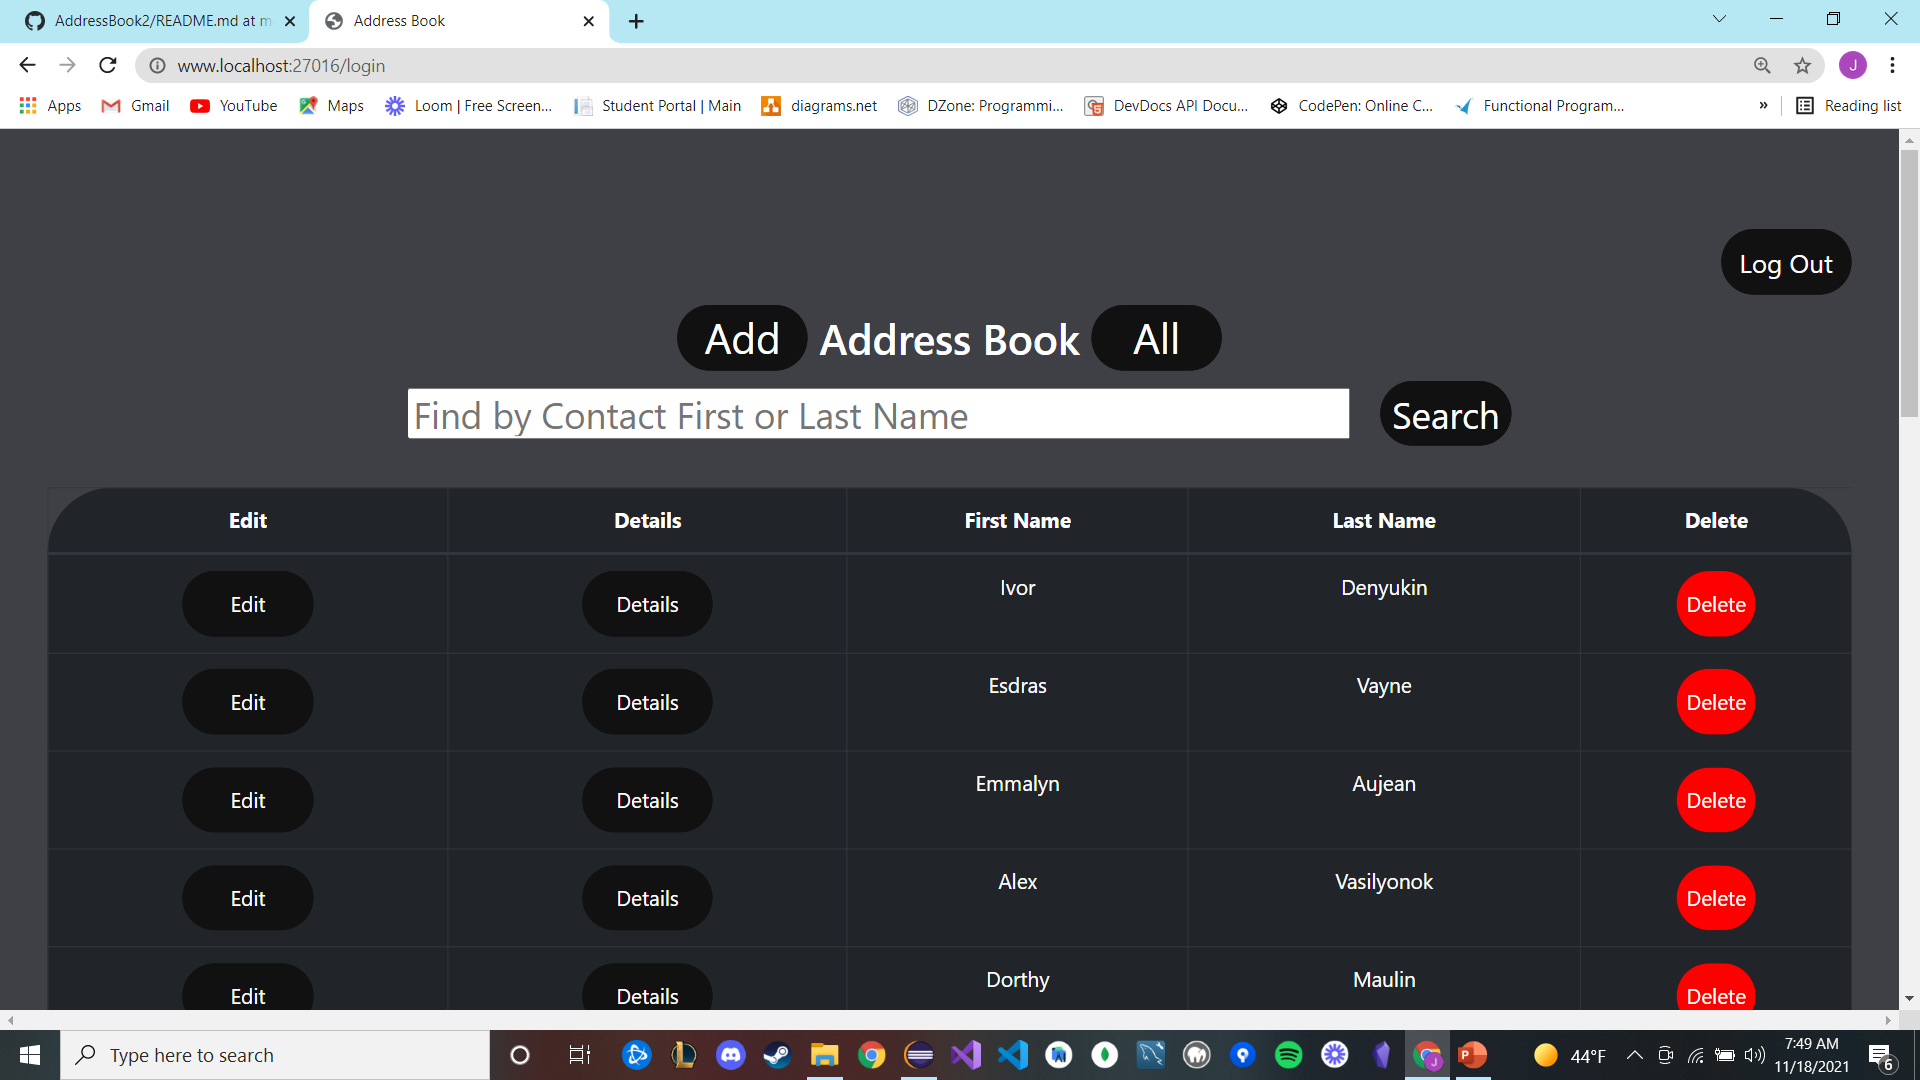 AddressBook2/README.md at m
Address Book
www.localhost:27016/login
J
Apps
Gmail
YouTube
Maps
Loom | Free Screen...
Student Portal | Main
diagrams.net
DZone: Programmi...
DevDocs API Docu...
CodePen: Online C...
Functional Program...
»
Reading list
Log Out
Add Address Book All
Find by Contact First or Last Name
Search
Edit Details First Name Last Name Delete
Edit Details Ivor Denyukin Delete
Edit Details Esdras Vayne Delete
Edit Details Emmalyn Aujean Delete
Edit Details Alex Vasilyonok Delete
Edit Details Dorthy Maulin Delete
Type here to search
44°F
7:49 AM
11/18/2021
6